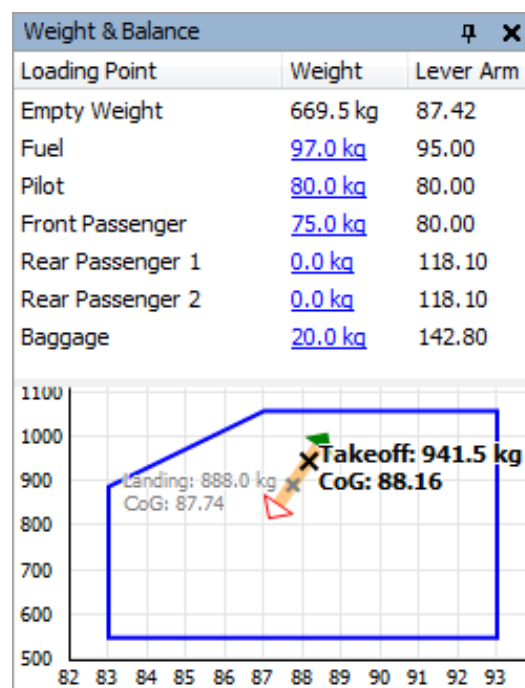 Weight & Balance
Loading Point Weight Lever Arm
Empty Weight 669.5 kg 87.42
Fuel 97.0 kg 95.00
Pilot 80.0 kg 80.00
Front Passenger 75.0 kg 80.00
Rear Passenger 1 0.0 kg 118.10
Rear Passenger 2 0.0 kg 118.10
Baggage 20.0 kg 142.80
1100
1000
Takeoff: 941.5 kg
900
Landing: 888.0 kg
CoG: 88.16
CoG: 87.74
800
700
600
500
82 83 84 85 86 87 88 89 90 91 92 93